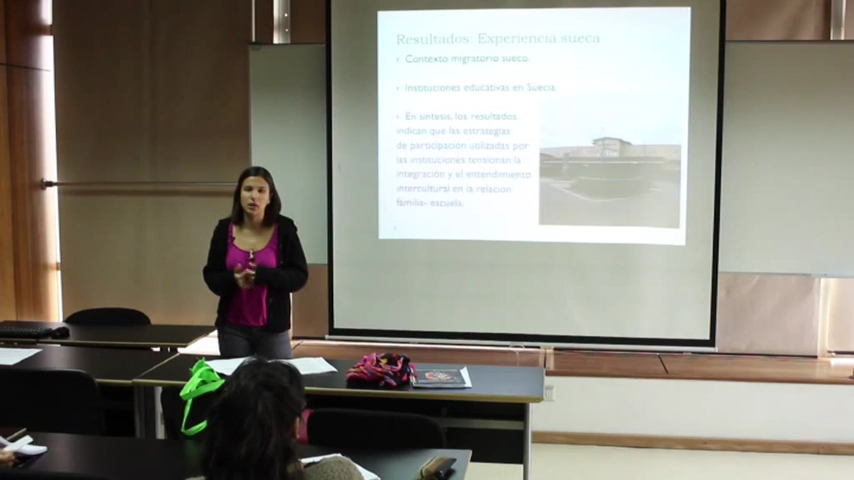 Resultados: Experiencia sueca
Contexto migratorio sueco.
Instituciones educativas en Suecia.
En síntesis, los resultados
indican que las estrategias
de participación utilizadas por
las instituciones tensionan la
integración y el entendimiento
intercultural en la relación
familia- escuela.